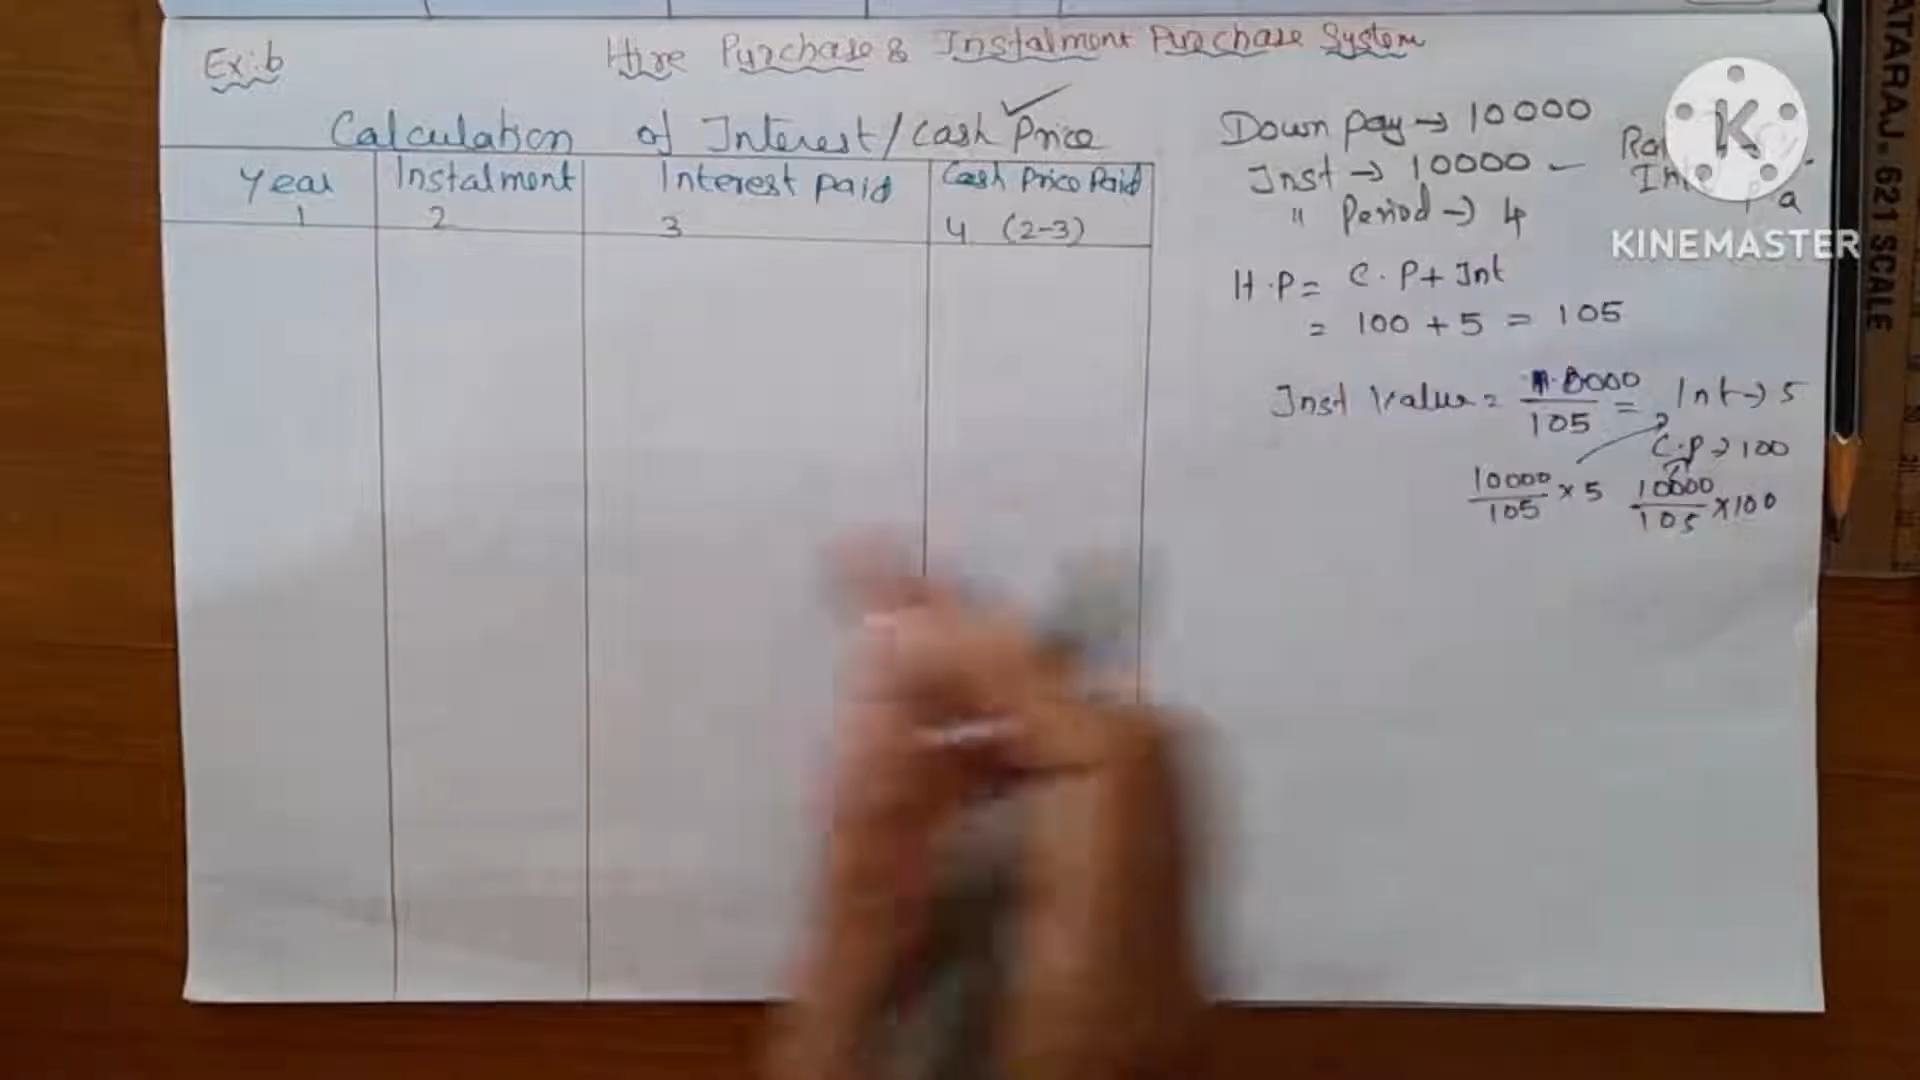 Ex:6
Hire Purchase & Instalment Purchase System
Calculation of Interest/Cash Price
Year
1
Instalment
2
Interest paid
3
Cash Price Paid
4 (2-3)
Down pay → 10000
Inst → 10000 –
" Period → 4
H.P = C.P + Int
= 100 + 5 = 105
Inst Value = 10000/105 = Int → 5
C.P → 100
10000/105 × 5
10000/105 × 100
K
KINEMASTER
ATARAJ. 621 SCALE